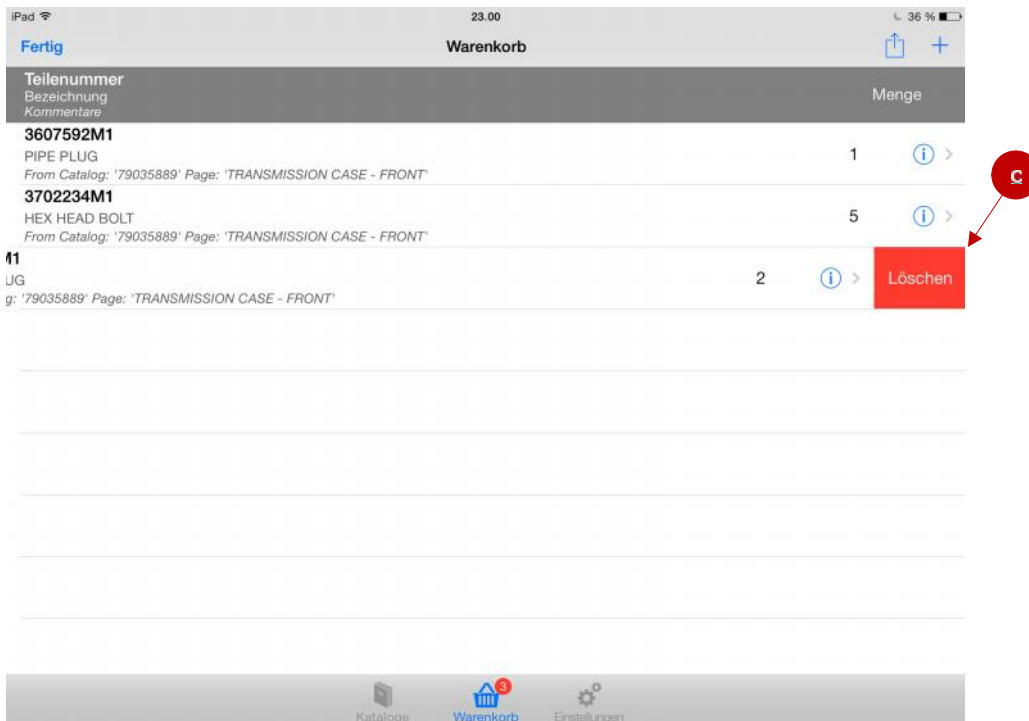 iPad 23.00 36 %
Fertig Warenkorb
Teilenummer
Bezeichnung Menge
Kommentare
3607592M1
PIPE PLUG 1
From Catalog: '79035889' Page: 'TRANSMISSION CASE - FRONT'
3702234M1
HEX HEAD BOLT 5
From Catalog: '79035889' Page: 'TRANSMISSION CASE - FRONT'
M1
UG 2 Löschen
g: '79035889' Page: 'TRANSMISSION CASE - FRONT'
C
3
Kataloge Warenkorb Einstellungen